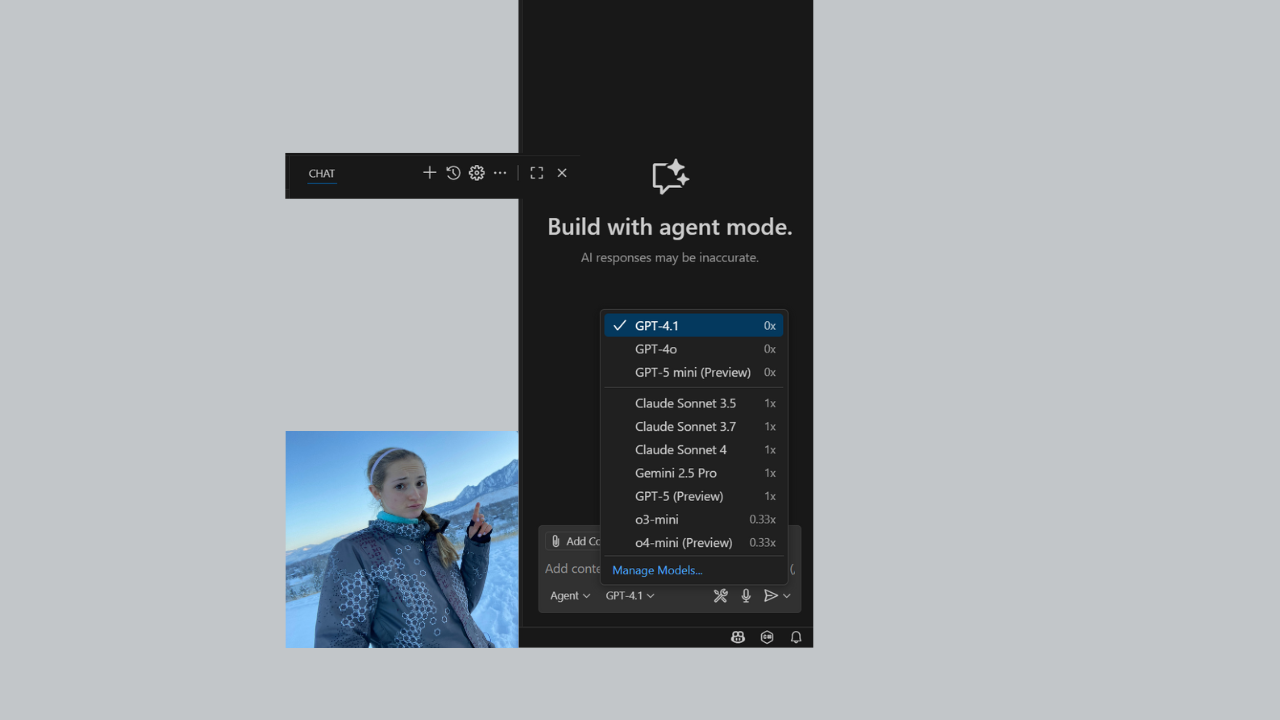 CHAT
Build with agent mode.
AI responses may be inaccurate.
GPT-4.1 0x
GPT-4o 0x
GPT-5 mini (Preview) 0x
Claude Sonnet 3.5 1x
Claude Sonnet 3.7 1x
Claude Sonnet 4 1x
Gemini 2.5 Pro 1x
GPT-5 (Preview) 1x
o3-mini 0.33x
o4-mini (Preview) 0.33x
Manage Models...
Add Co
Add conte
Agent GPT-4.1